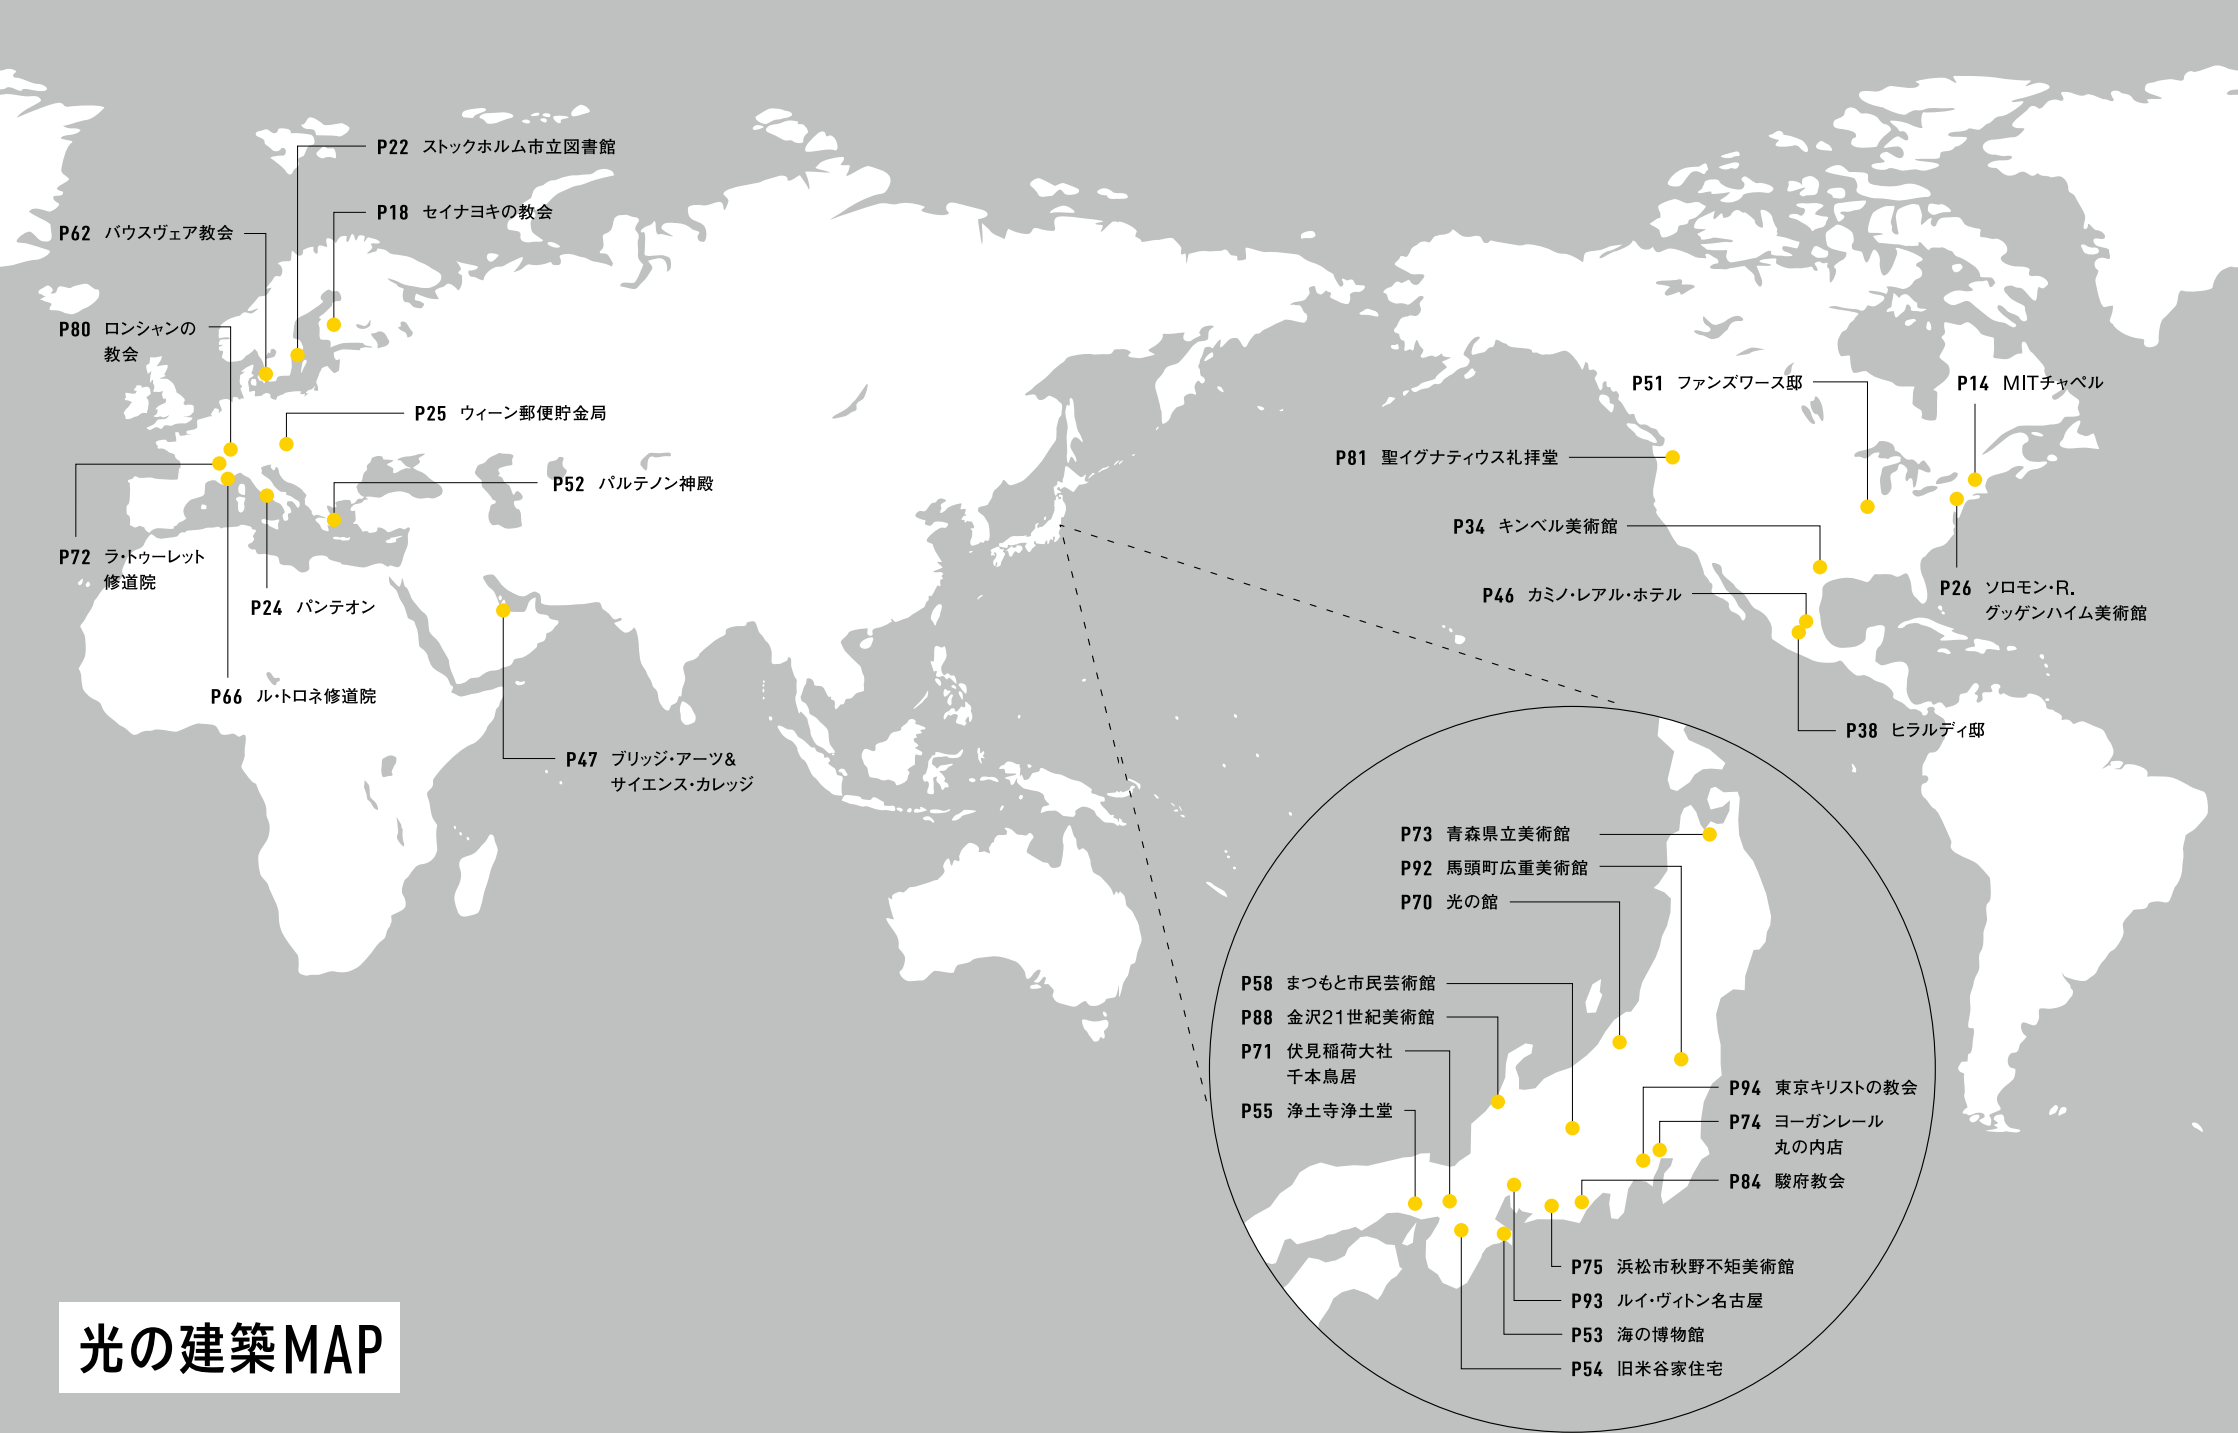 P22 ストックホルム市立図書館
P18 セイナヨキの教会
P62 バウスヴェア教会
P80 ロンシャンの
教会
P25 ウィーン郵便貯金局
P52 パルテノン神殿
P72 ラ・トゥーレット
修道院
P24 パンテオン
P66 ル・トロネ修道院
P47 ブリッジ・アーツ&
サイエンス・カレッジ
P51 ファンズワース邸
P14 MITチャペル
P81 聖イグナティウス礼拝堂
P34 キンベル美術館
P46 カミノ・レアル・ホテル
P26 ソロモン・R.
グッゲンハイム美術館
P38 ヒラルディ邸
P73 青森県立美術館
P92 馬頭町広重美術館
P70 光の館
P58 まつもと市民芸術館
P88 金沢21世紀美術館
P71 伏見稲荷大社
千本鳥居
P55 浄土寺浄土堂
P94 東京キリストの教会
P74 ヨーガンレール
丸の内店
P84 駿府教会
P75 浜松市秋野不矩美術館
P93 ルイ・ヴィトン名古屋
P53 海の博物館
P54 旧米谷家住宅
光の建築MAP